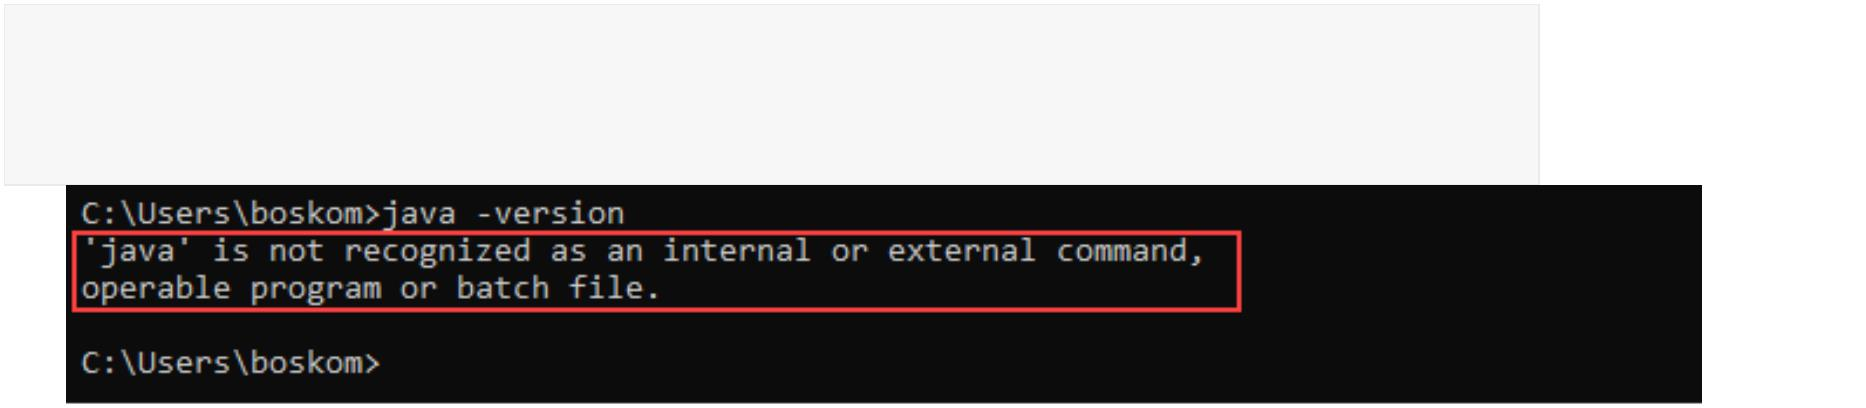 C:\Users\boskom>java -version
'java' is not recognized as an internal or external command,
operable program or batch file.
C:\Users\boskom>